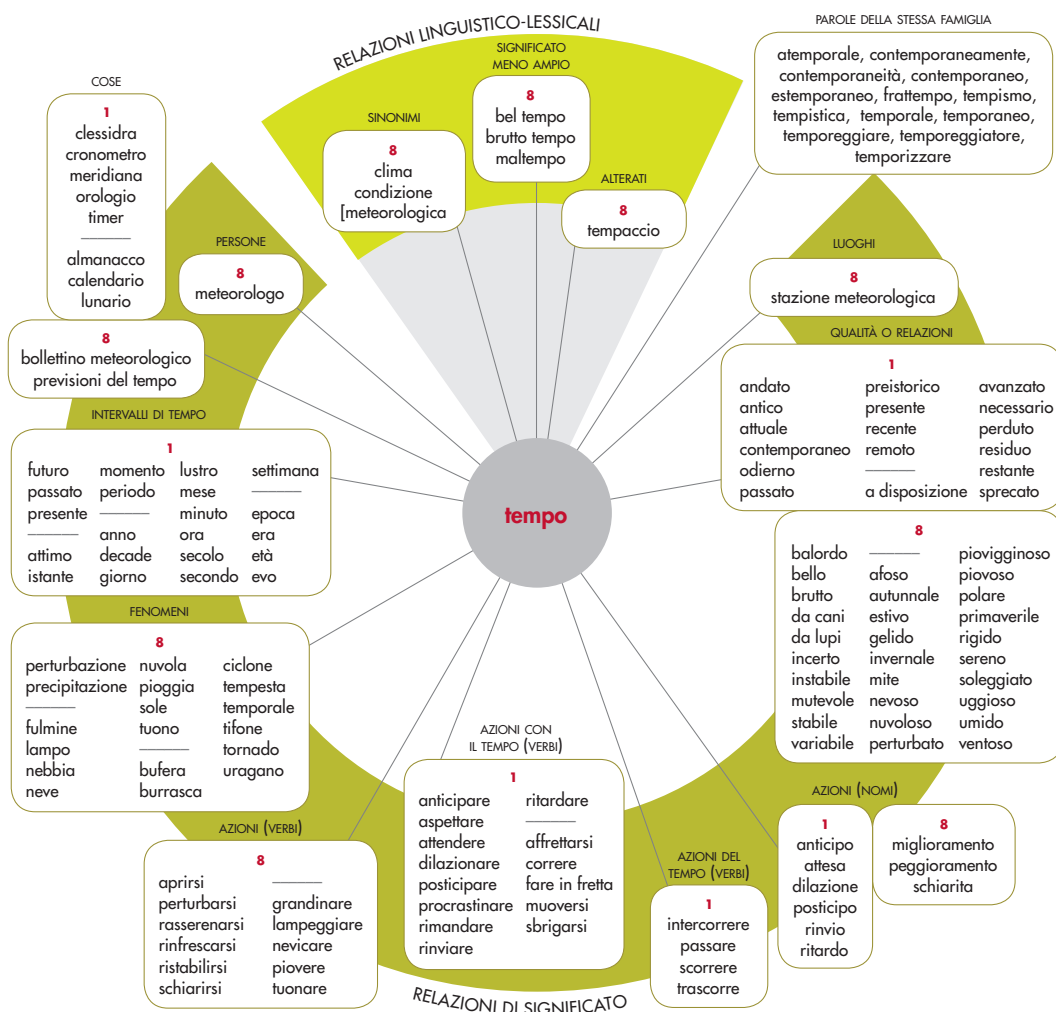 RELAZIONI LINGUISTICO-LESSICALI
SIGNIFICATO
MENO AMPIO
8
bel tempo
brutto tempo
maltempo
SINONIMI
8
clima
condizione
[meteorologica
ALTERATI
8
tempaccio
PAROLE DELLA STESSA FAMIGLIA
atemporale, contemporaneamente,
contemporaneità, contemporaneo,
estemporaneo, frattempo, tempismo,
tempistica, temporale, temporaneo,
temporeggiare, temporeggiatore,
temporizzare
COSE
1
clessidra
cronometro
meridiana
orologio
timer
almanacco
calendario
lunario
8
bollettino meteorologico
previsioni del tempo
PERSONE
8
meteorologo
LUOGHI
8
stazione meteorologica
QUALITÀ O RELAZIONI
1
andato preistorico avanzato
antico presente necessario
attuale recente perduto
contemporaneo remoto residuo
odierno restante
passato a disposizione sprecato
8
balordo piovigginoso
bello afoso piovoso
brutto autunnale polare
da cani estivo primaverile
da lupi gelido rigido
incerto invernale sereno
instabile mite soleggiato
mutevole nevoso uggioso
stabile nuvoloso umido
variabile perturbato ventoso
INTERVALLI DI TEMPO
1
futuro momento lustro settimana
passato periodo mese
presente minuto epoca
anno ora era
attimo decade secolo età
istante giorno secondo evo
tempo
FENOMENI
8
perturbazione nuvola ciclone
precipitazione pioggia tempesta
sole temporale
fulmine tuono tifone
lampo tornado
nebbia bufera uragano
neve burrasca
AZIONI (VERBI)
8
aprirsi
perturbarsi grandinare
rasserenarsi lampeggiare
rinfrescarsi nevicare
ristabilirsi piovere
schiarirsi tuonare
AZIONI CON
IL TEMPO (VERBI)
1
anticipare ritardare
aspettare
attendere affrettarsi
dilazionare correre
posticipare fare in fretta
procrastinare muoversi
rimandare sbrigarsi
rinviare
AZIONI DEL
TEMPO (VERBI)
1
intercorrere
passare
scorrere
trascorre
AZIONI (NOMI)
1
anticipo
attesa
dilazione
posticipo
rinvio
ritardo
8
miglioramento
peggioramento
schiarita
RELAZIONI DI SIGNIFICATO